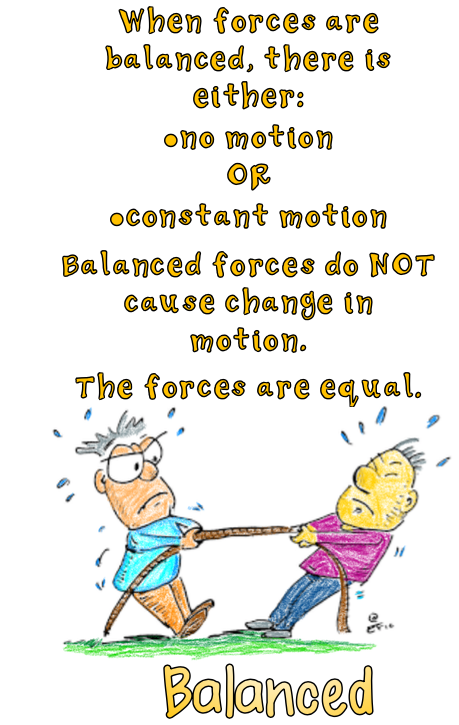 When forces are
balanced, there is
either:
•no motion
OR
•constant motion
Balanced forces do NOT
cause change in
motion.
The forces are equal.
Balanced